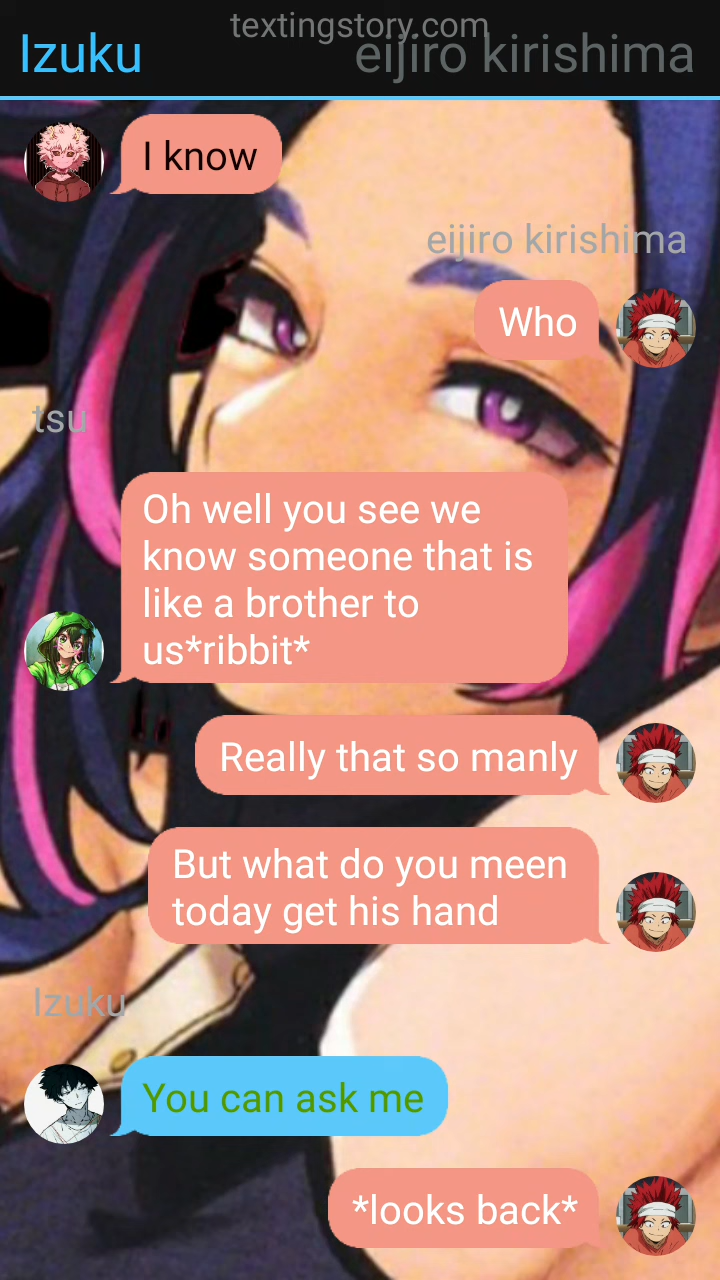 textingstory.com
Izuku
eijiro kirishima
I know
eijiro kirishima
Who
tsu
Oh well you see we
know someone that is
like a brother to
us*ribbit*
Really that so manly
But what do you meen
today get his hand
Izuku
You can ask me
*looks back*